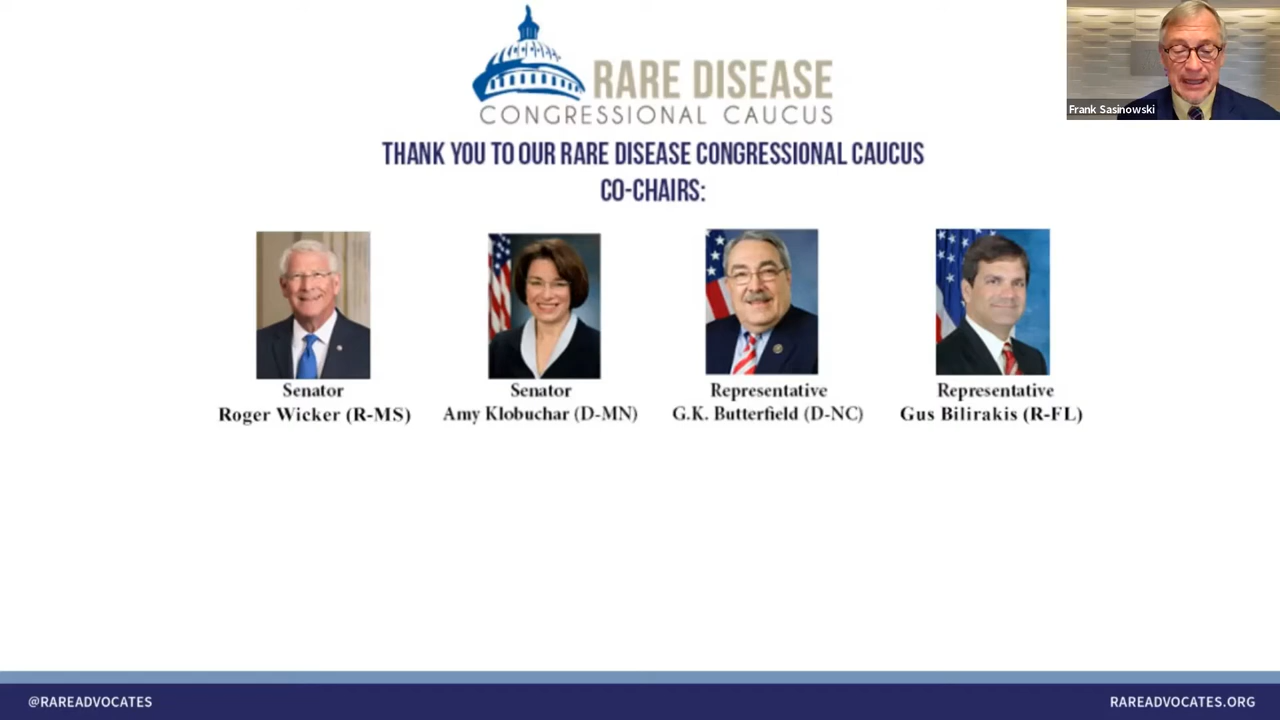 RARE DISEASE
CONGRESSIONAL CAUCUS
Frank Sasinowski
THANK YOU TO OUR RARE DISEASE CONGRESSIONAL CAUCUS
CO-CHAIRS:
Senator
Roger Wicker (R-MS)
Senator
Amy Klobuchar (D-MN)
Representative
G.K. Butterfield (D-NC)
Representative
Gus Bilirakis (R-FL)
@RAREADVOCATES
RAREADVOCATES.ORG